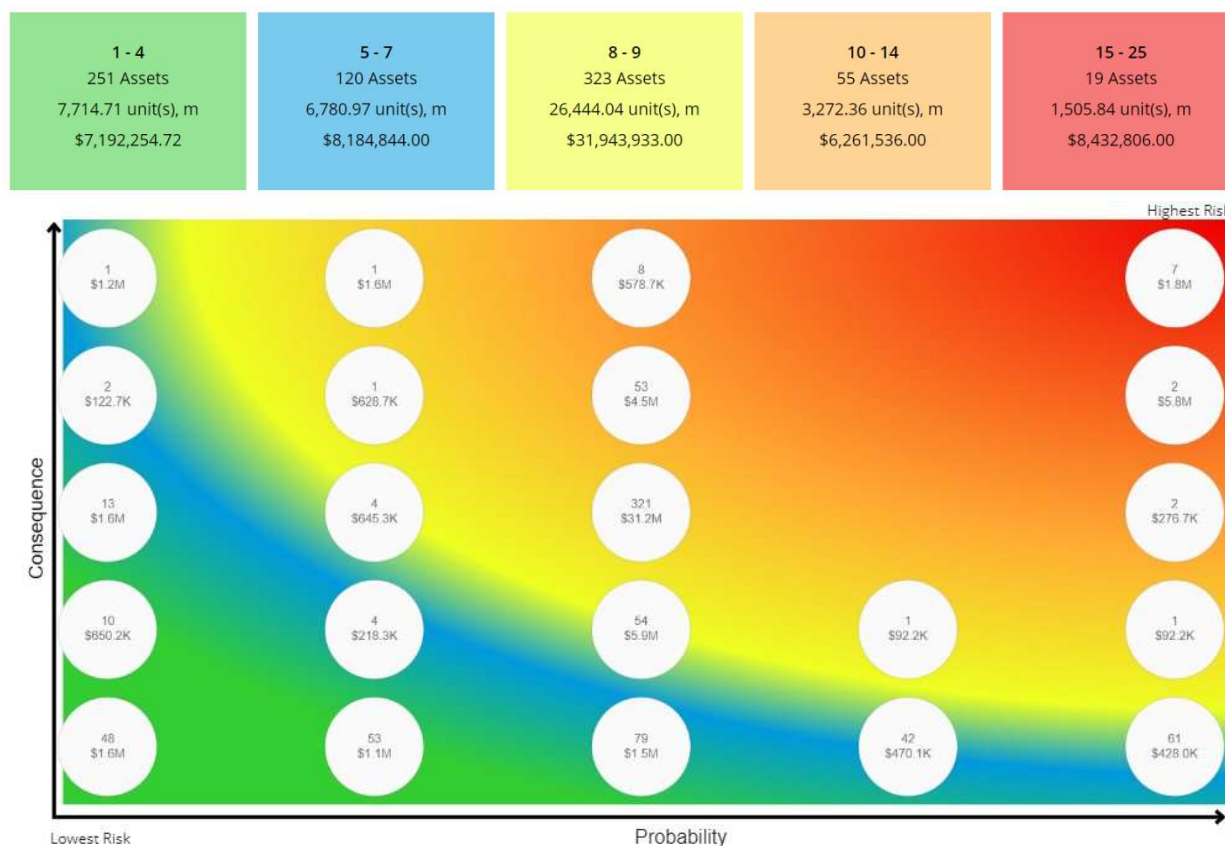 1 - 4
251 Assets
7,714.71 unit(s), m
$7,192,254.72
5 - 7
120 Assets
6,780.97 unit(s), m
$8,184,844.00
8 - 9
323 Assets
26,444.04 unit(s), m
$31,943,933.00
10 - 14
55 Assets
3,272.36 unit(s), m
$6,261,536.00
15 - 25
19 Assets
1,505.84 unit(s), m
$8,432,806.00
Highest Risk
Consequence
1
$1.2M
1
$1.6M
8
$578.7K
7
$1.8M
2
$122.7K
1
$628.7K
53
$4.5M
2
$5.8M
13
$1.6M
4
$645.3K
321
$31.2M
2
$276.7K
10
$650.2K
4
$218.3K
54
$5.9M
1
$92.2K
1
$92.2K
48
$1.6M
53
$1.1M
79
$1.5M
42
$470.1K
61
$428.0K
Lowest Risk
Probability